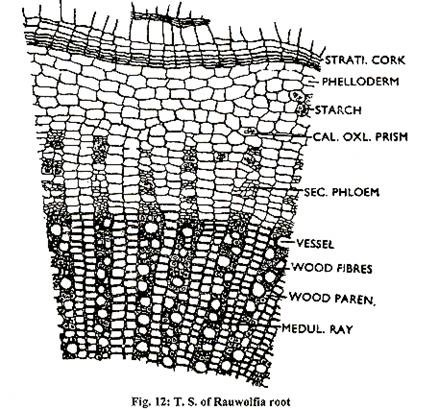 STRATI. CORK
PHELLODERM
STARCH
CAL. OXL. PRISM
SEC. PHLOEM
VESSEL
WOOD FIBRES
WOOD PAREN.
MEDUL. RAY
Fig. 12: T. S. of Rauwolfia root